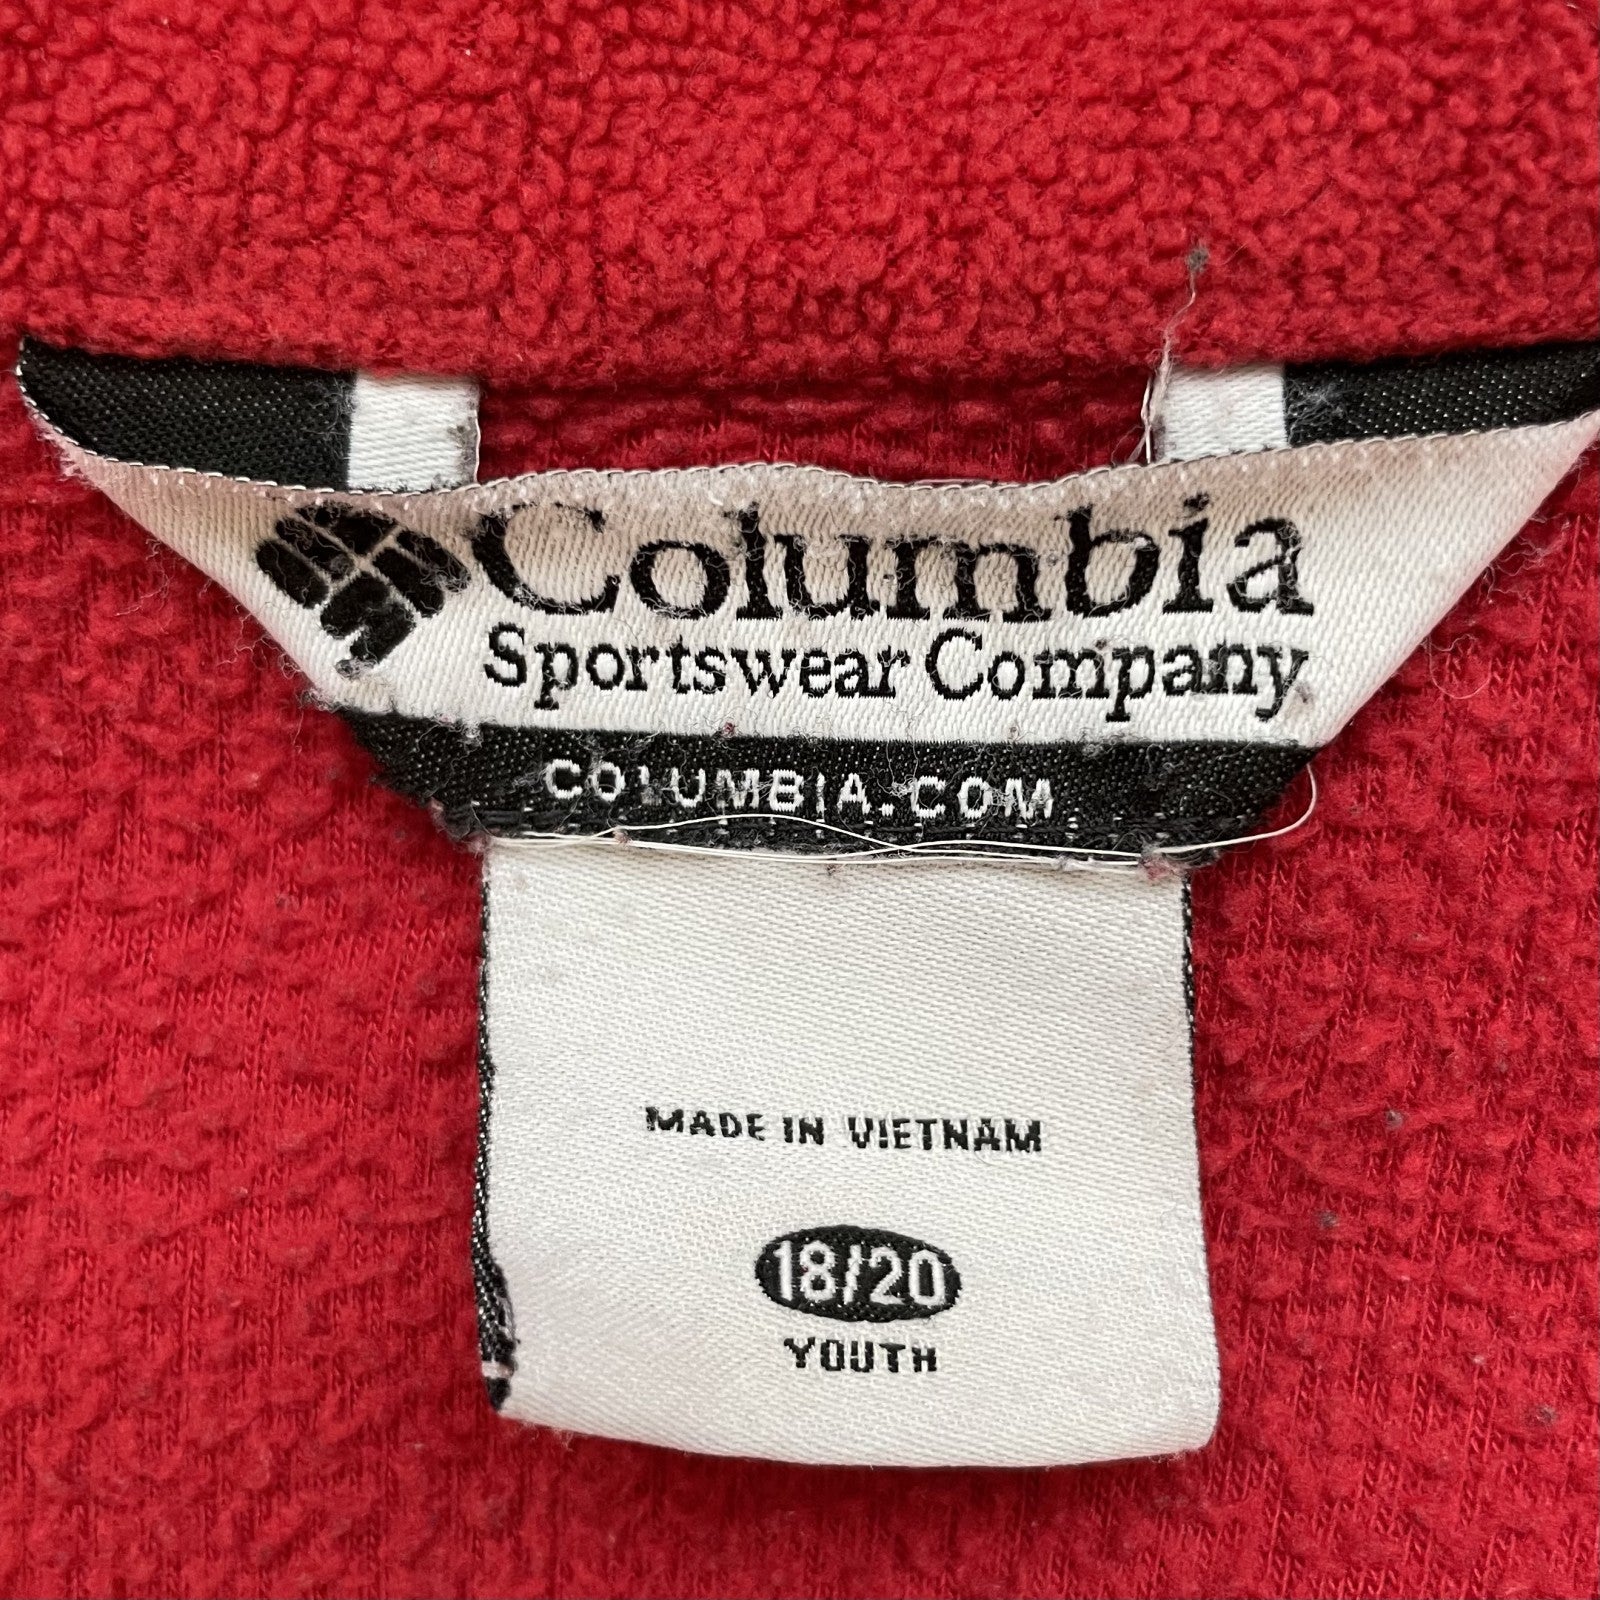 Columbia
Sportswear Company
COLUMBIA.COM
MADE IN VIETNAM
18/20
YOUTH